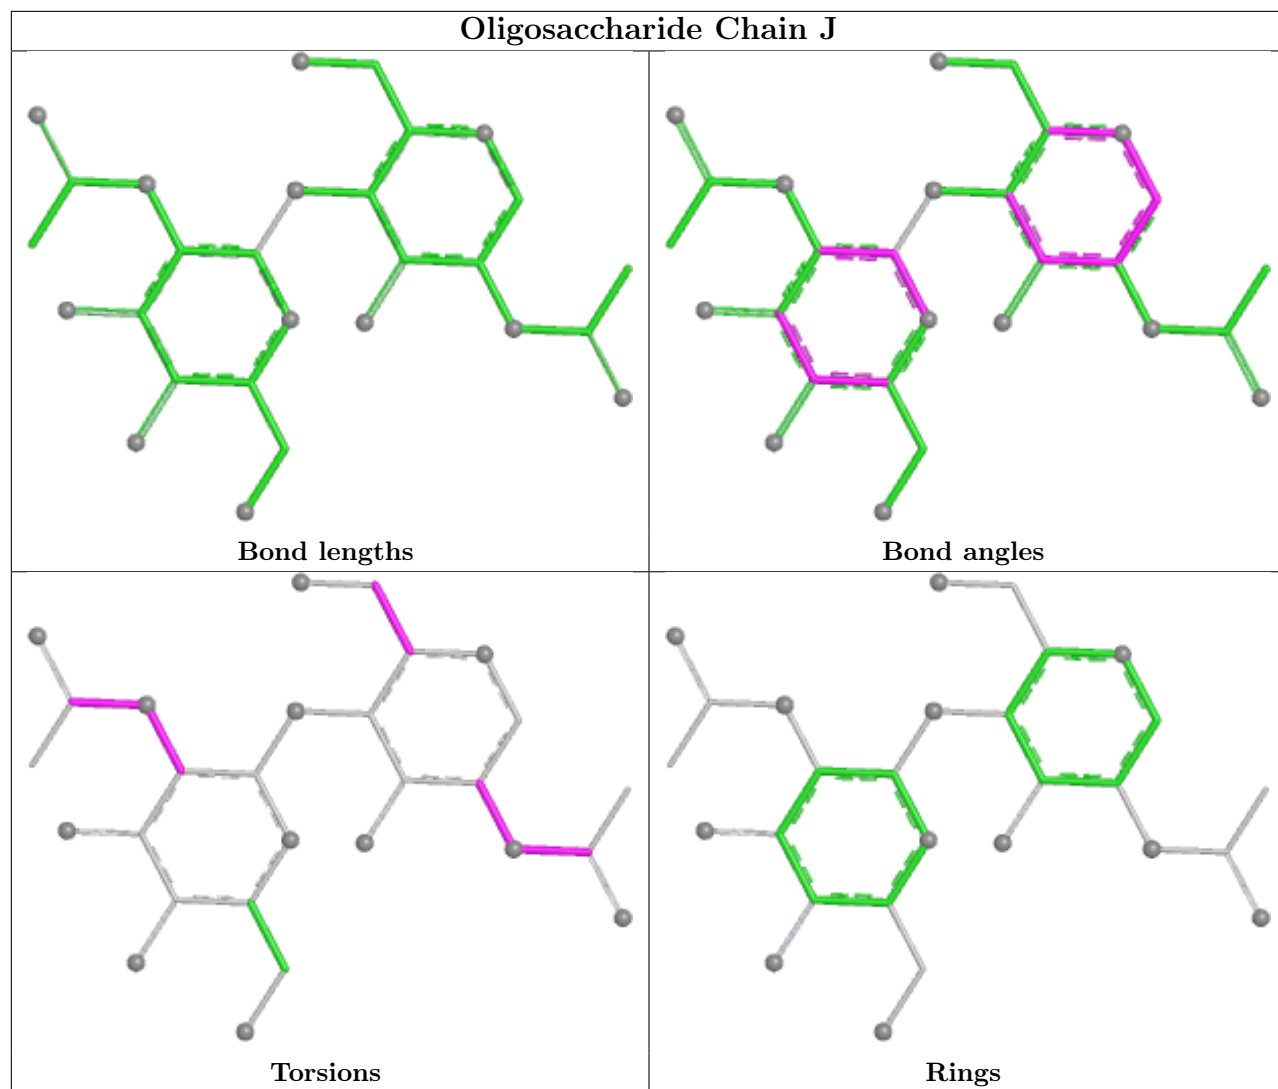 Oligosaccharide Chain J
Bond lengths
Bond angles
Torsions
Rings